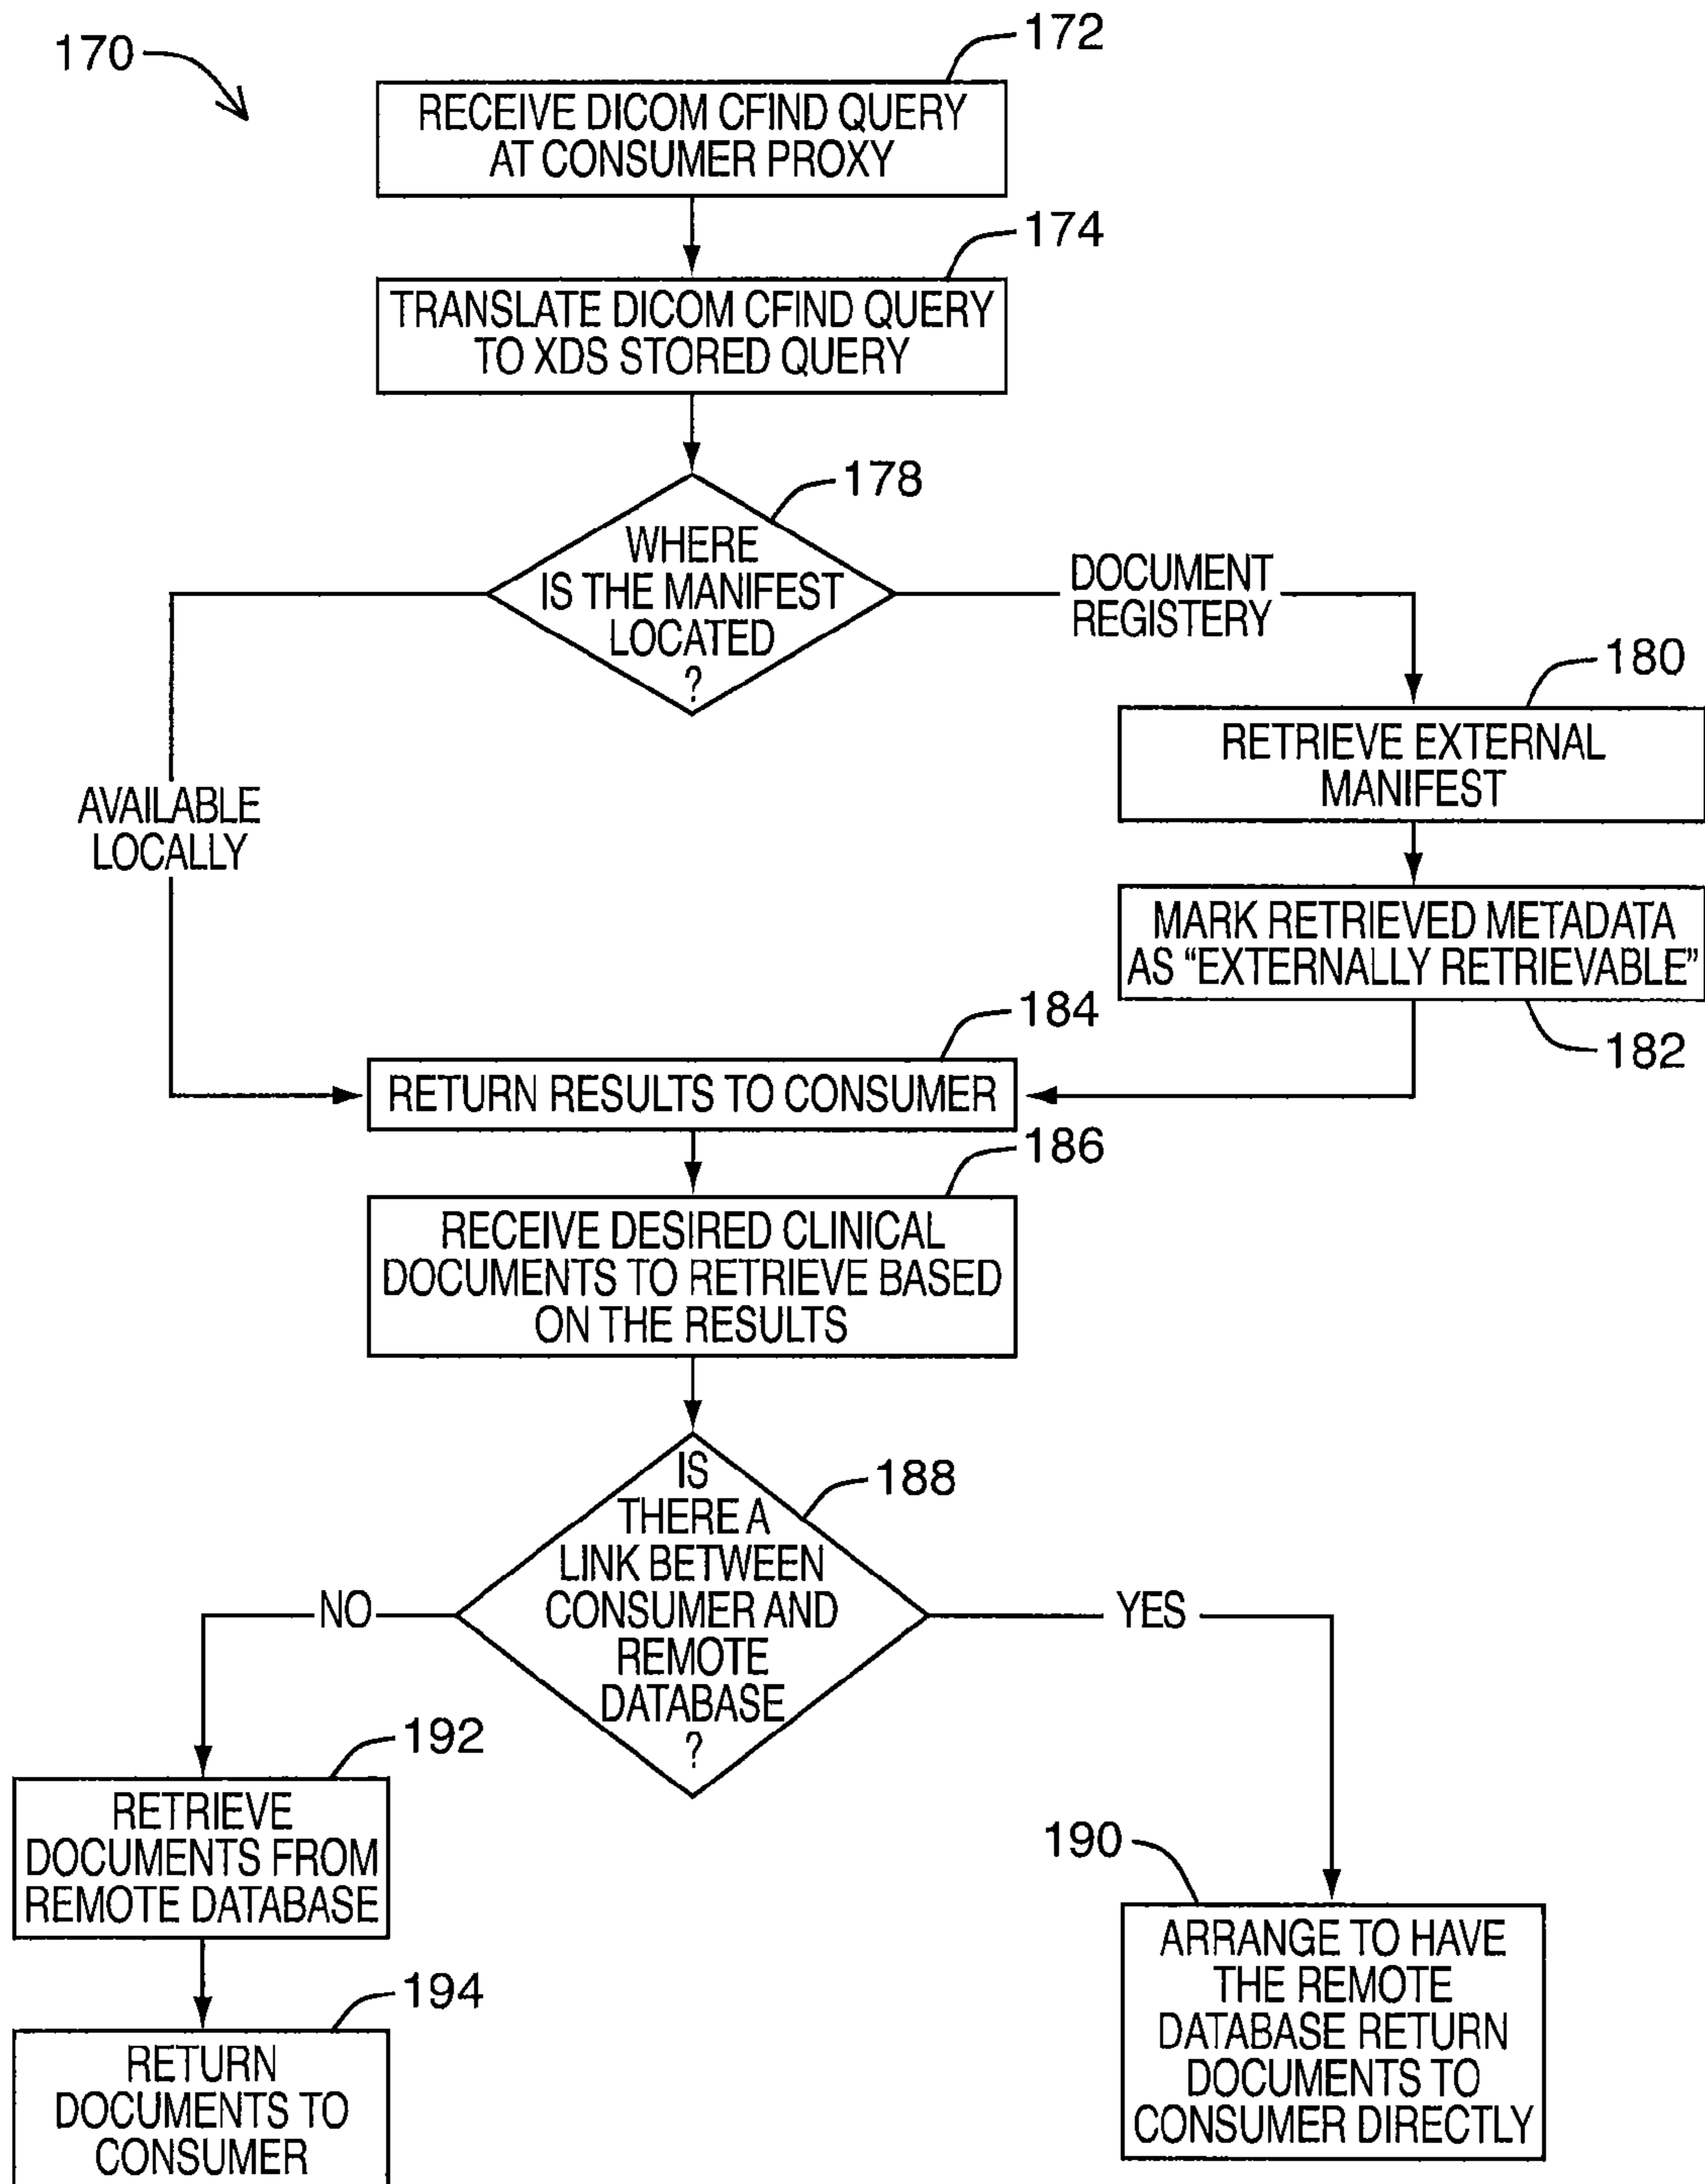 170
172
RECEIVE DICOM CFIND QUERY
AT CONSUMER PROXY
174
TRANSLATE DICOM CFIND QUERY
TO XDS STORED QUERY
178
WHERE
IS THE MANIFEST
LOCATED
?
DOCUMENT
REGISTERY
180
RETRIEVE EXTERNAL
MANIFEST
AVAILABLE
LOCALLY
MARK RETRIEVED METADATA
AS “EXTERNALLY RETRIEVABLE”
182
184
RETURN RESULTS TO CONSUMER
186
RECEIVE DESIRED CLINICAL
DOCUMENTS TO RETRIEVE BASED
ON THE RESULTS
188
IS
THERE A
LINK BETWEEN
CONSUMER AND
REMOTE
DATABASE
?
NO
YES
192
RETRIEVE
DOCUMENTS FROM
REMOTE DATABASE
190
ARRANGE TO HAVE
THE REMOTE
DATABASE RETURN
DOCUMENTS TO
CONSUMER DIRECTLY
194
RETURN
DOCUMENTS TO
CONSUMER